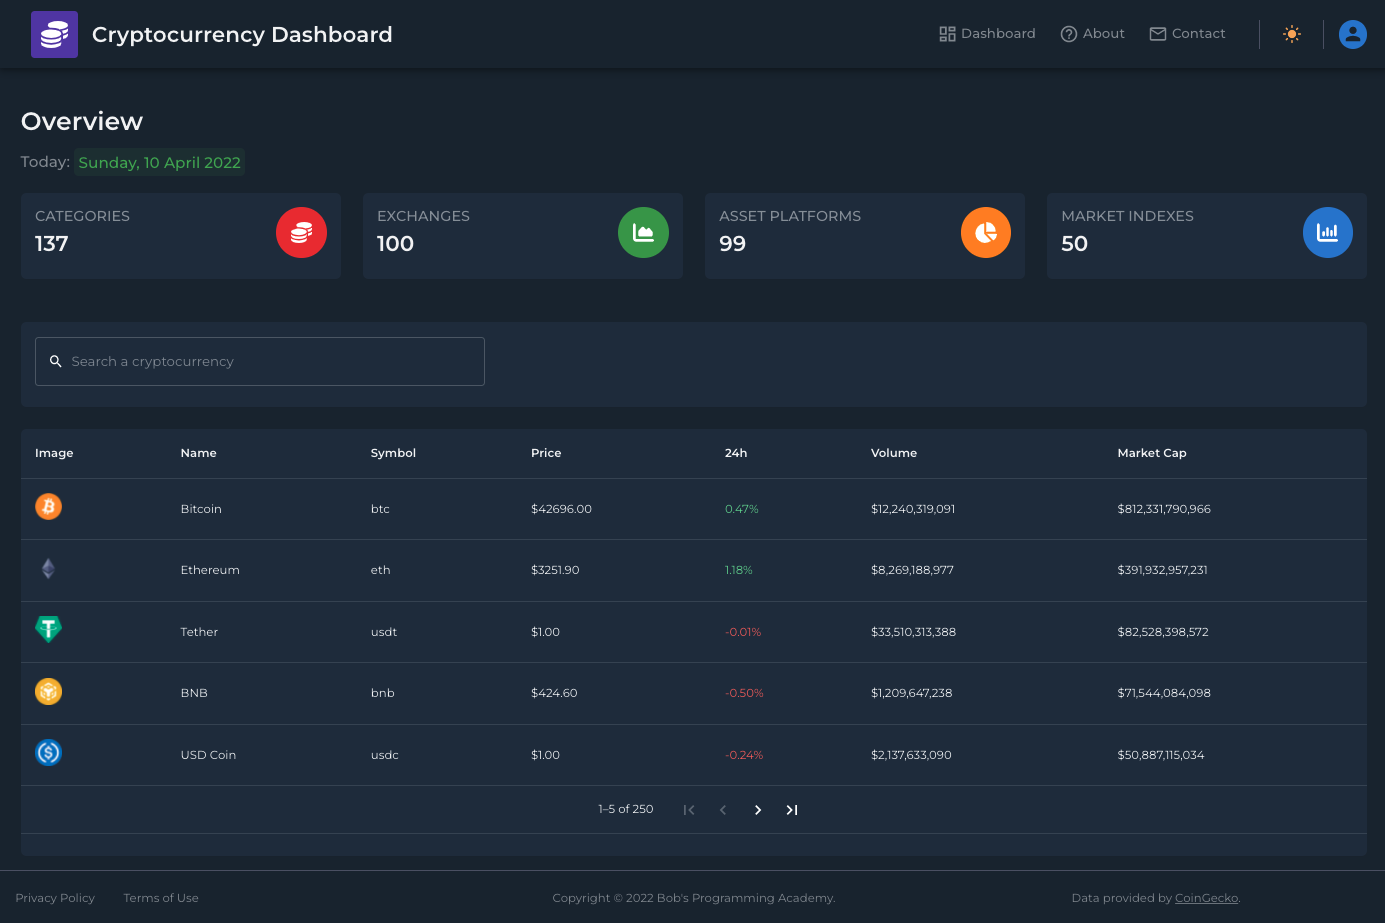 Cryptocurrency Dashboard
Dashboard About Contact
Overview
Today: Sunday, 10 April 2022
CATEGORIES
137
EXCHANGES
100
ASSET PLATFORMS
99
MARKET INDEXES
50
Search a cryptocurrency
Image Name Symbol Price 24h Volume Market Cap
Bitcoin btc $42696.00 0.47% $12,240,319,091 $812,331,790,966
Ethereum eth $3251.90 1.18% $8,269,188,977 $391,932,957,231
Tether usdt $1.00 -0.01% $33,510,313,388 $82,528,398,572
BNB bnb $424.60 -0.50% $1,209,647,238 $71,544,084,098
USD Coin usdc $1.00 -0.24% $2,137,633,090 $50,887,115,034
1–5 of 250
Privacy Policy Terms of Use Copyright © 2022 Bob's Programming Academy. Data provided by CoinGecko.